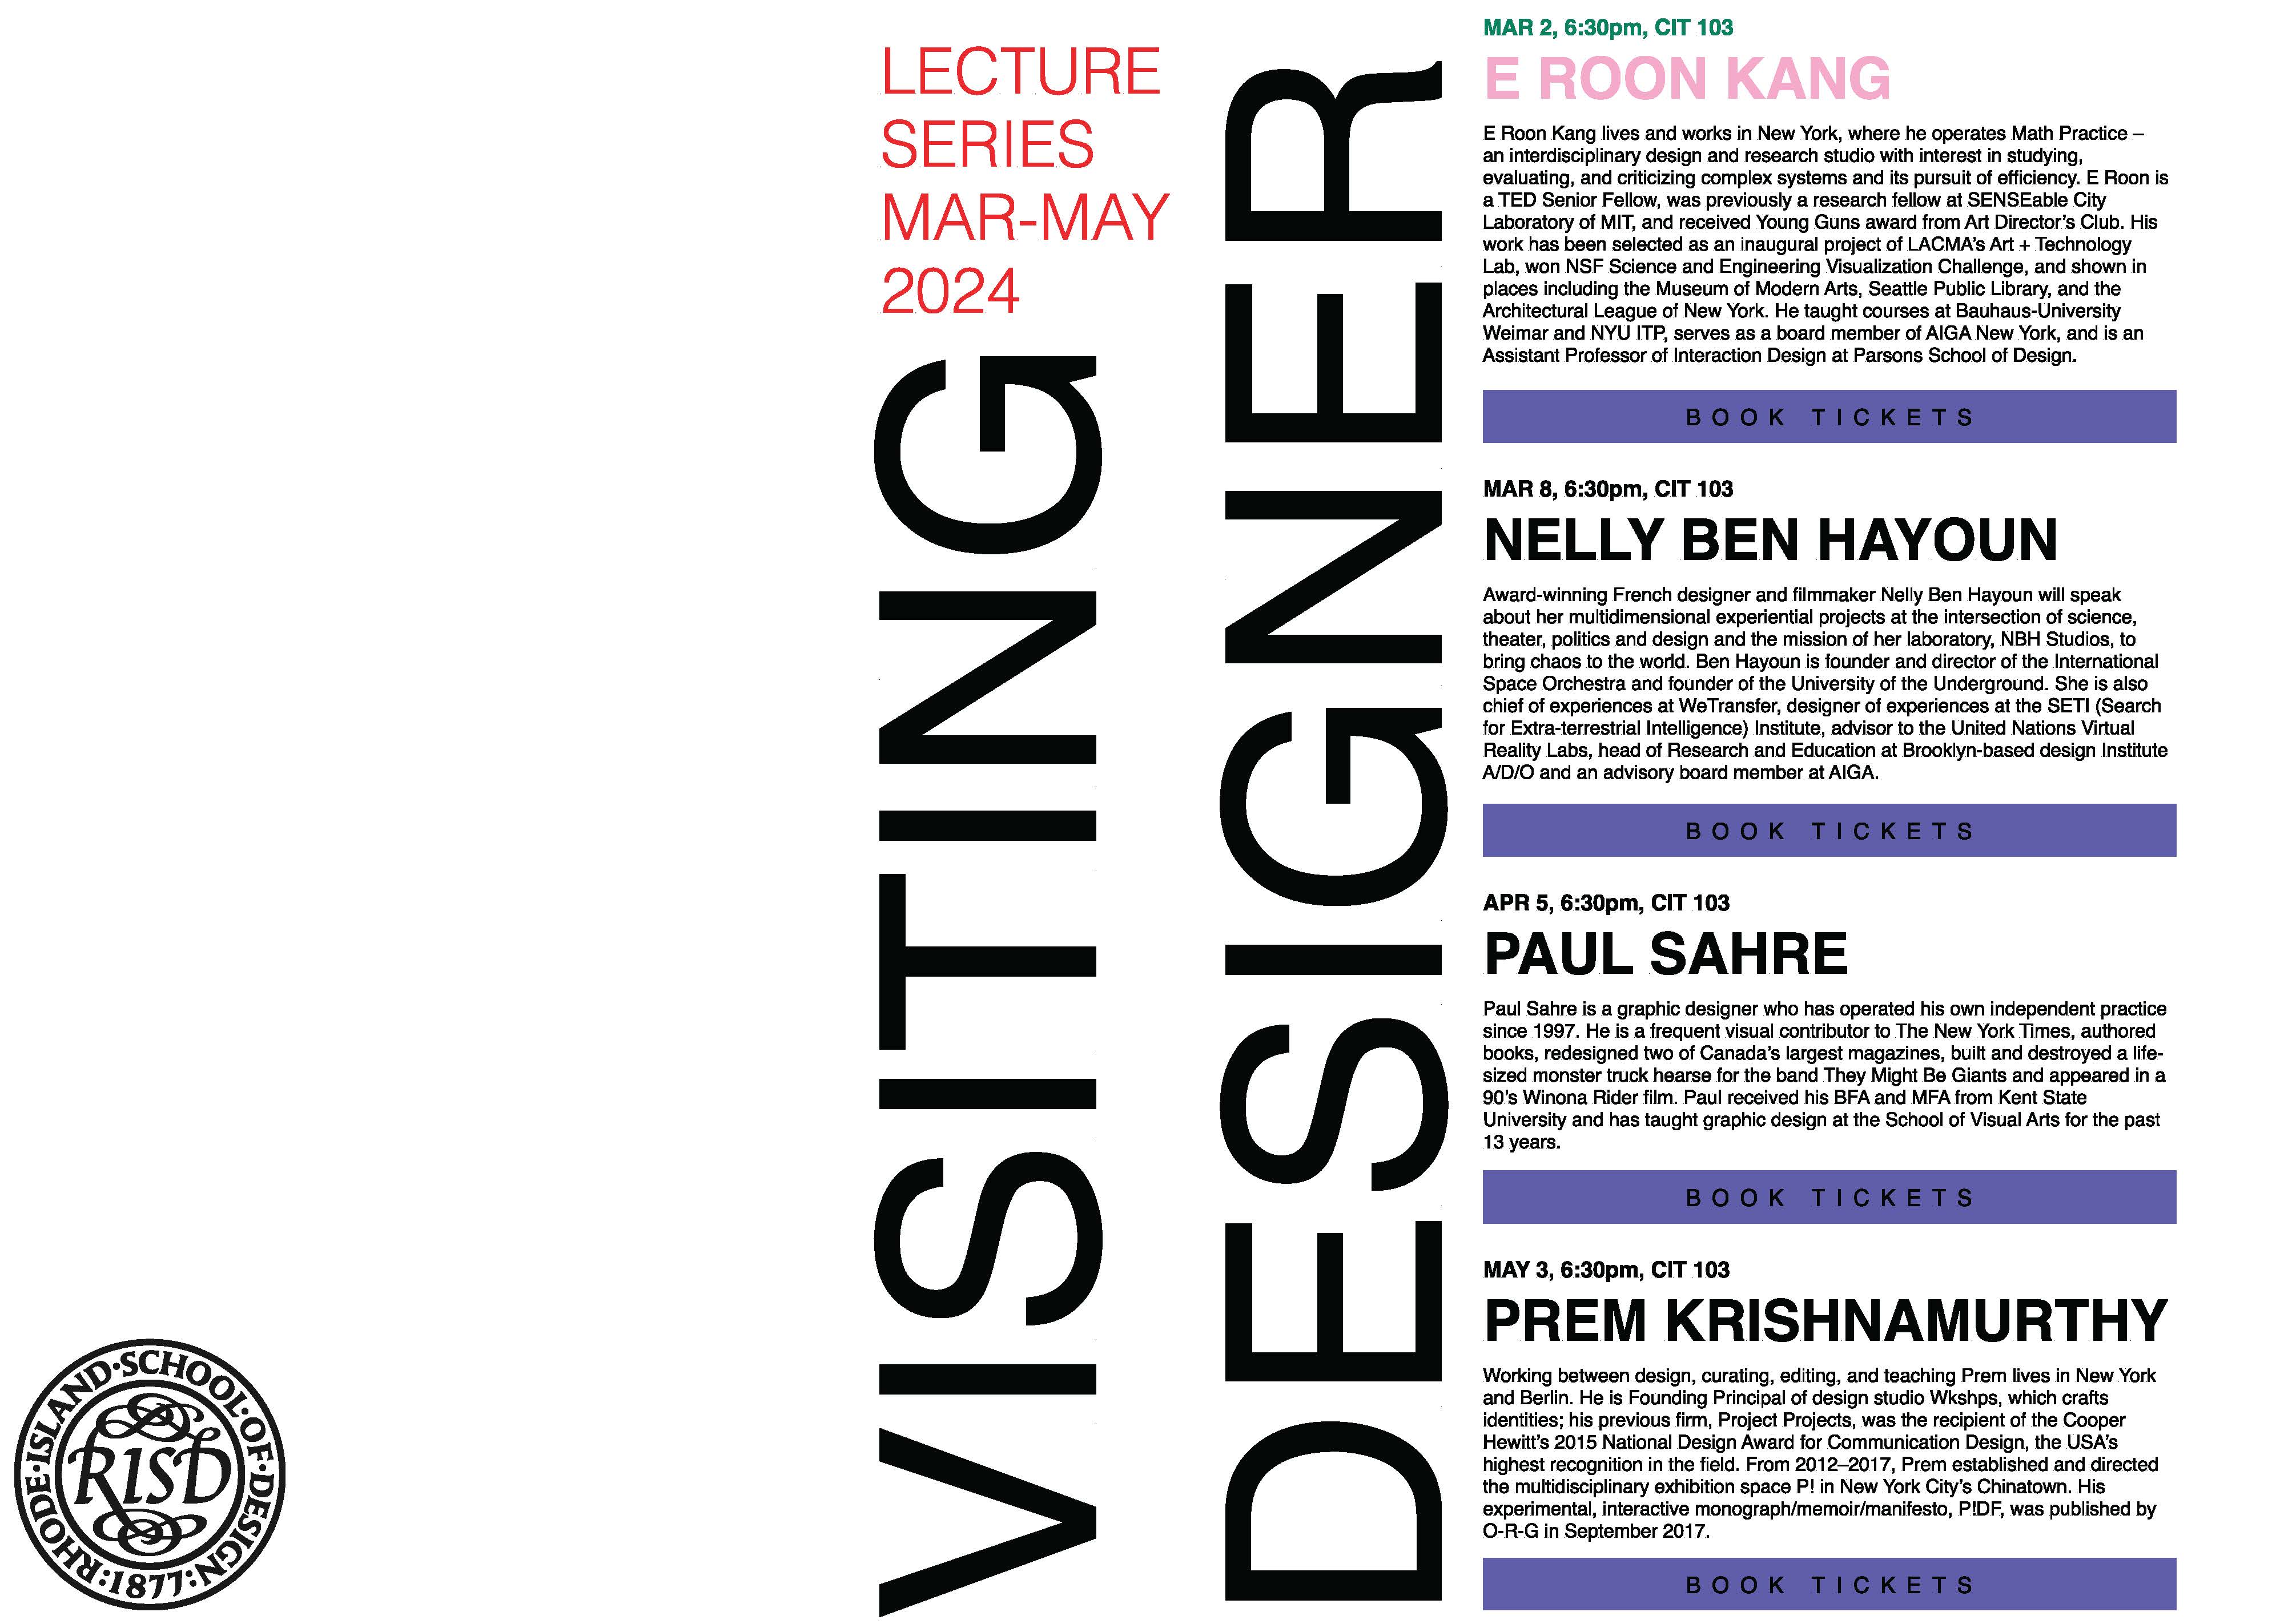 LECTURE
SERIES
MAR-MAY
2024
VISITING
DESIGNER
MAR 2, 6:30pm, CIT 103
E ROON KANG
E Roon Kang lives and works in New York, where he operates Math Practice –
an interdisciplinary design and research studio with interest in studying,
evaluating, and criticizing complex systems and its pursuit of efficiency. E Roon is
a TED Senior Fellow, was previously a research fellow at SENSEable City
Laboratory of MIT, and received Young Guns award from Art Director’s Club. His
work has been selected as an inaugural project of LACMA’s Art + Technology
Lab, won NSF Science and Engineering Visualization Challenge, and shown in
places including the Museum of Modern Arts, Seattle Public Library, and the
Architectural League of New York. He taught courses at Bauhaus-University
Weimar and NYU ITP, serves as a board member of AIGA New York, and is an
Assistant Professor of Interaction Design at Parsons School of Design.
BOOK TICKETS
MAR 8, 6:30pm, CIT 103
NELLY BEN HAYOUN
Award-winning French designer and filmmaker Nelly Ben Hayoun will speak
about her multidimensional experiential projects at the intersection of science,
theater, politics and design and the mission of her laboratory, NBH Studios, to
bring chaos to the world. Ben Hayoun is founder and director of the International
Space Orchestra and founder of the University of the Underground. She is also
chief of experiences at WeTransfer, designer of experiences at the SETI (Search
for Extra-terrestrial Intelligence) Institute, advisor to the United Nations Virtual
Reality Labs, head of Research and Education at Brooklyn-based design Institute
A/D/O and an advisory board member at AIGA.
BOOK TICKETS
APR 5, 6:30pm, CIT 103
PAUL SAHRE
Paul Sahre is a graphic designer who has operated his own independent practice
since 1997. He is a frequent visual contributor to The New York Times, authored
books, redesigned two of Canada’s largest magazines, built and destroyed a life-
sized monster truck hearse for the band They Might Be Giants and appeared in a
90’s Winona Rider film. Paul received his BFA and MFA from Kent State
University and has taught graphic design at the School of Visual Arts for the past
13 years.
BOOK TICKETS
MAY 3, 6:30pm, CIT 103
PREM KRISHNAMURTHY
Working between design, curating, editing, and teaching Prem lives in New York
and Berlin. He is Founding Principal of design studio Wkshps, which crafts
identities; his previous firm, Project Projects, was the recipient of the Cooper
Hewitt’s 2015 National Design Award for Communication Design, the USA’s
highest recognition in the field. From 2012–2017, Prem established and directed
the multidisciplinary exhibition space P! in New York City’s Chinatown. His
experimental, interactive monograph/memoir/manifesto, P!DF, was published by
O-R-G in September 2017.
BOOK TICKETS
RHODE·ISLAND·SCHOOL·OF·DESIGN
:1877:
RISD